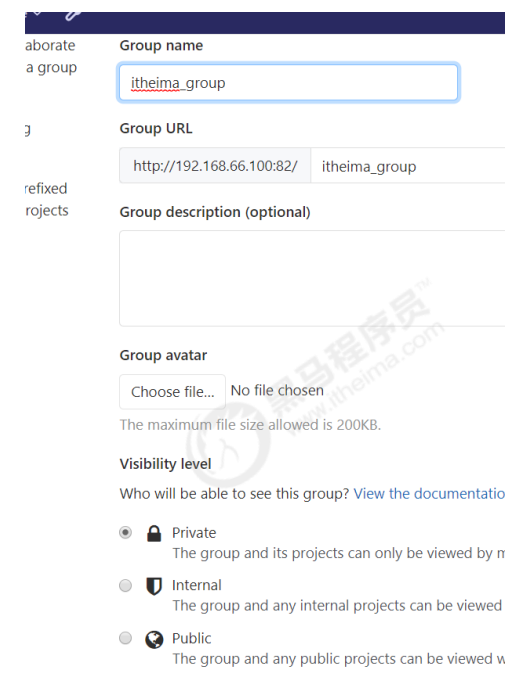 aborate
a group
g
refixed
rojects
Group name
itheima_group
Group URL
http://192.168.66.100:82/ itheima_group
Group description (optional)
Group avatar
Choose file... No file chosen
The maximum file size allowed is 200KB.
Visibility level
Who will be able to see this group? View the documentatio
Private
The group and its projects can only be viewed by m
Internal
The group and any internal projects can be viewed
Public
The group and any public projects can be viewed w
黑马程序员™
www.itheima.com